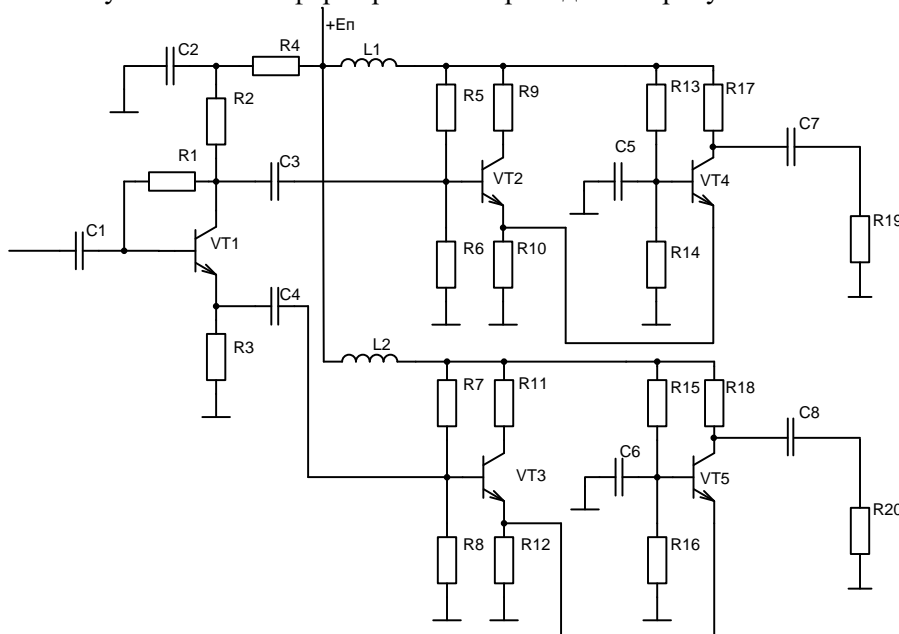 +Еп
C2
R4
L1
R2
R5
R9
R13
R17
C7
R1
C3
C5
VT2
VT4
C1
VT1
R19
R6
R10
R14
C4
R3
L2
R7
R11
R15
R18
C8
C6
VT3
VT5
R20
R8
R12
R16